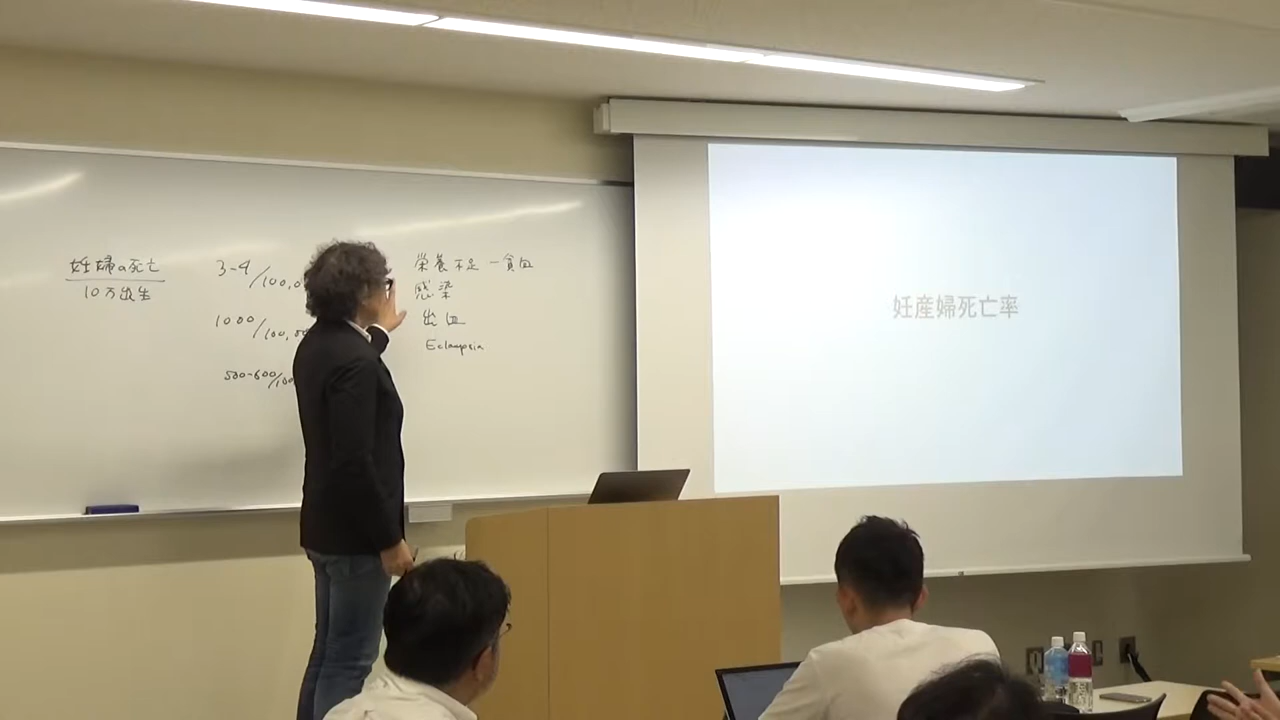 妊婦の死亡
10万出生
3-4/100,0
1000/100,00
500-600/100
栄養不足 - 貧血
感染
出血
Eclampsia
妊産婦死亡率